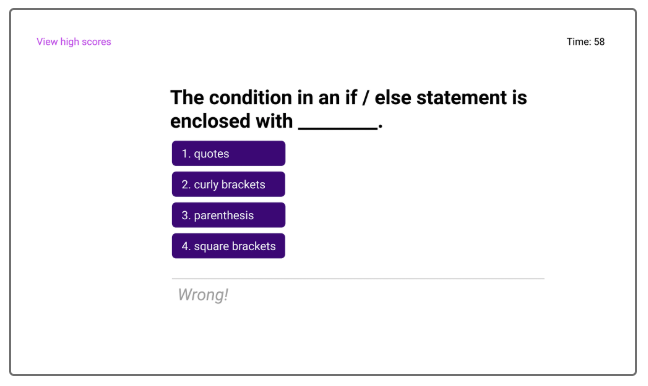 View high scores
Time: 58
The condition in an if / else statement is
enclosed with ________.
1. quotes
2. curly brackets
3. parenthesis
4. square brackets
Wrong!